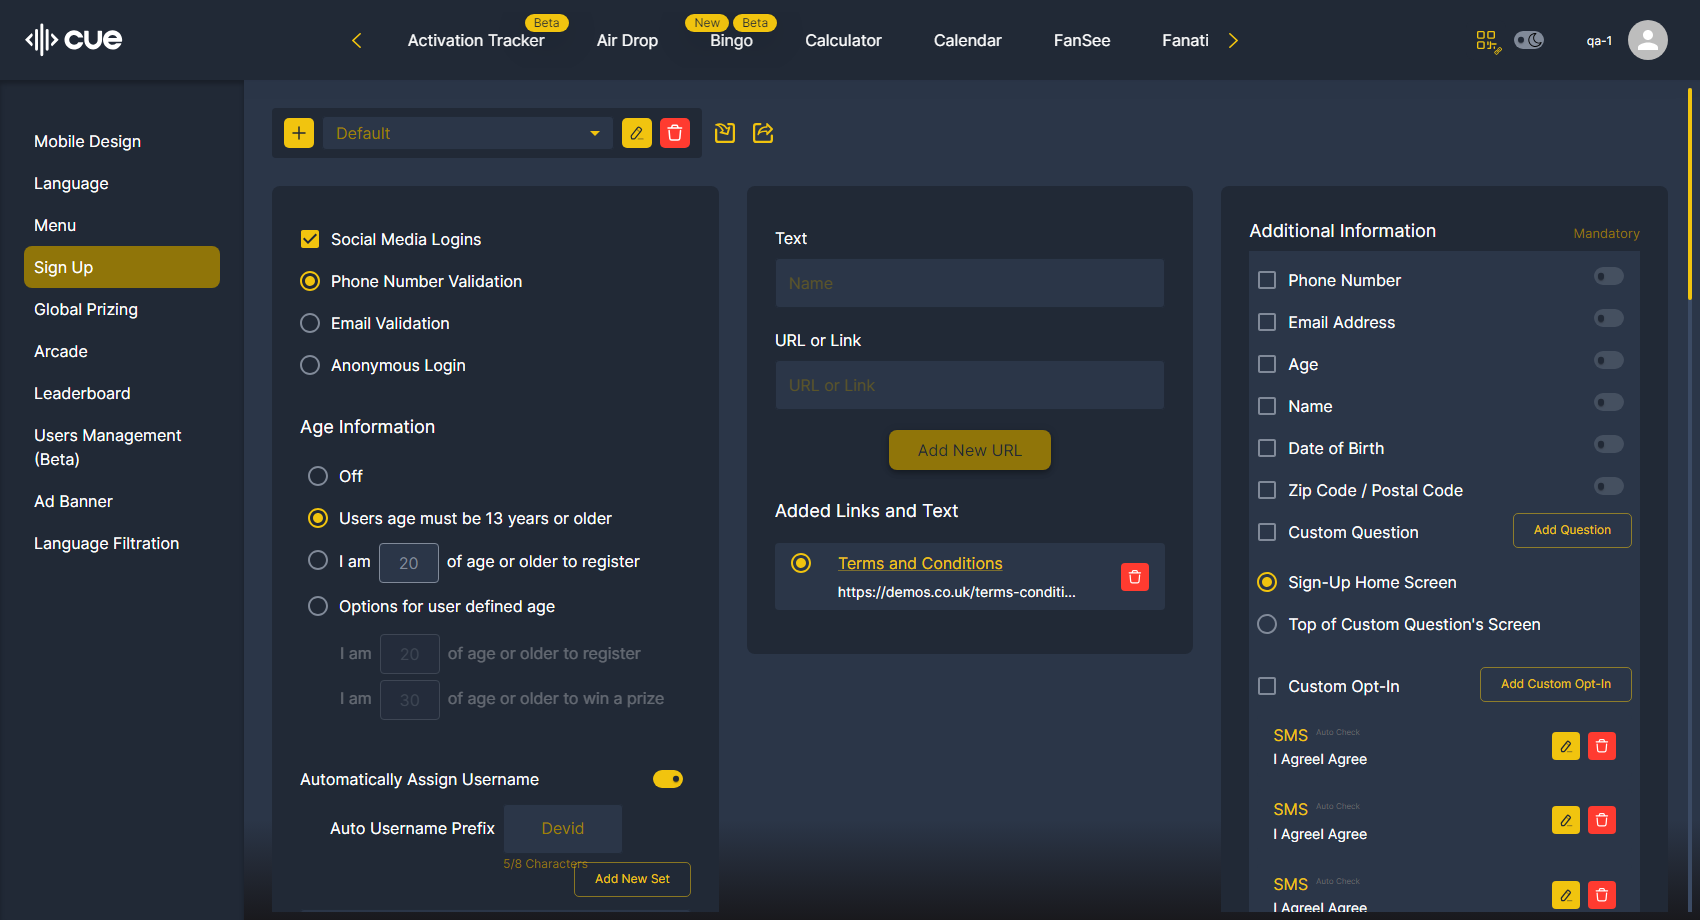 cue
Activation Tracker
Beta
Air Drop
New
Beta
Bingo
Calculator
Calendar
FanSee
Fanati
qa-1
Mobile Design
Language
Menu
Sign Up
Global Prizing
Arcade
Leaderboard
Users Management
(Beta)
Ad Banner
Language Filtration
Default
Social Media Logins
Phone Number Validation
Email Validation
Anonymous Login
Age Information
Off
Users age must be 13 years or older
I am 20 of age or older to register
Options for user defined age
I am 20 of age or older to register
I am 30 of age or older to win a prize
Automatically Assign Username
Auto Username Prefix Devid
5/8 Characters
Add New Set
Text
Name
URL or Link
URL or Link
Add New URL
Added Links and Text
Terms and Conditions
https://demos.co.uk/terms-conditi...
Additional Information
Mandatory
Phone Number
Email Address
Age
Name
Date of Birth
Zip Code / Postal Code
Custom Question
Add Question
Sign-Up Home Screen
Top of Custom Question's Screen
Custom Opt-In
Add Custom Opt-In
SMS Auto Check
I AgreeI Agree
SMS Auto Check
I AgreeI Agree
SMS Auto Check
I AgreeI Agree